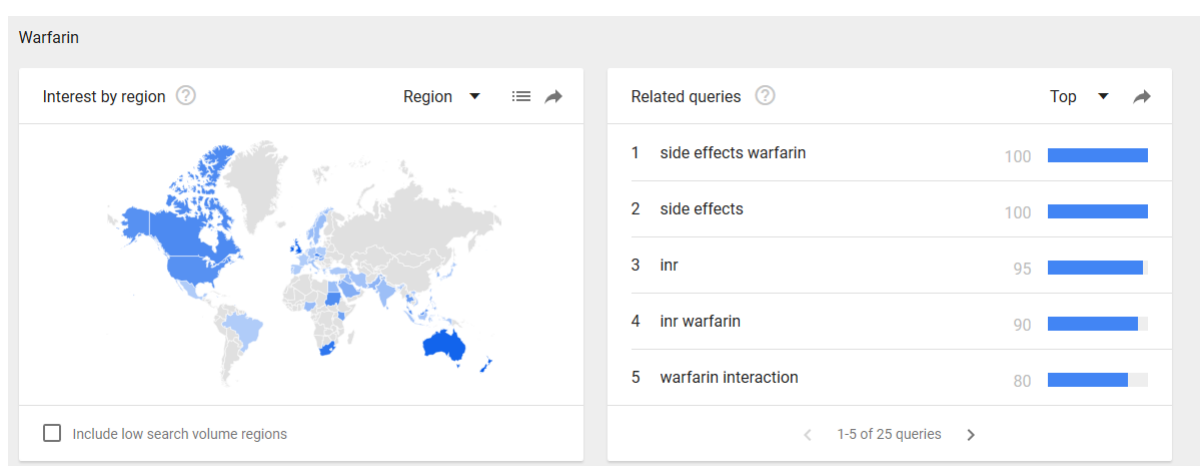 Warfarin
Interest by region ?
Region
Related queries ?
Top
1 side effects warfarin 100
2 side effects 100
3 inr 95
4 inr warfarin 90
5 warfarin interaction 80
Include low search volume regions
1-5 of 25 queries